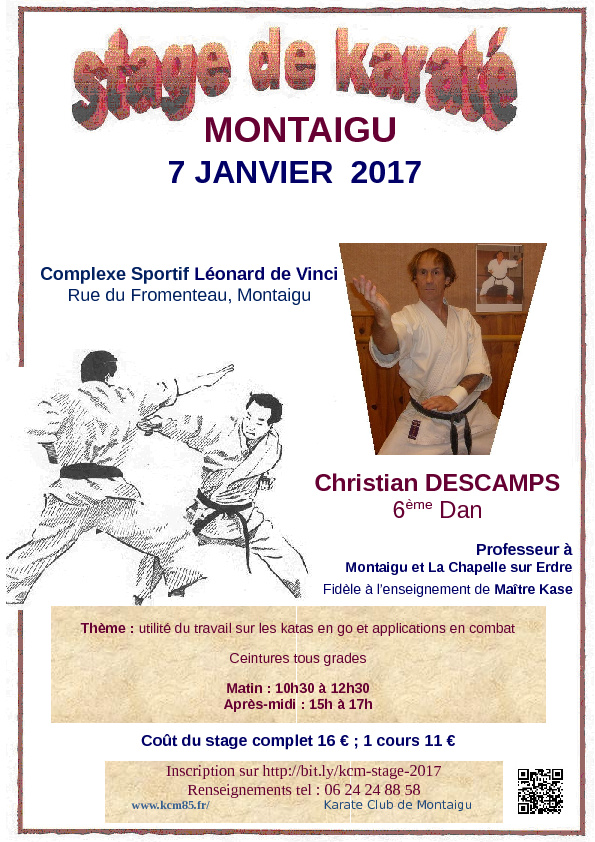 stage de karaté
MONTAIGU
7 JANVIER 2017
Complexe Sportif Léonard de Vinci
Rue du Fromenteau, Montaigu
Christian DESCAMPS
6ème Dan
Professeur à
Montaigu et La Chapelle sur Erdre
Fidèle à l'enseignement de Maître Kase
Thème : utilité du travail sur les katas en go et applications en combat
Ceintures tous grades
Matin : 10h30 à 12h30
Après-midi : 15h à 17h
Coût du stage complet 16 € ; 1 cours 11 €
Inscription sur http://bit.ly/kcm-stage-2017
Renseignements tel : 06 24 24 88 58
www.kcm85.fr/ Karate Club de Montaigu